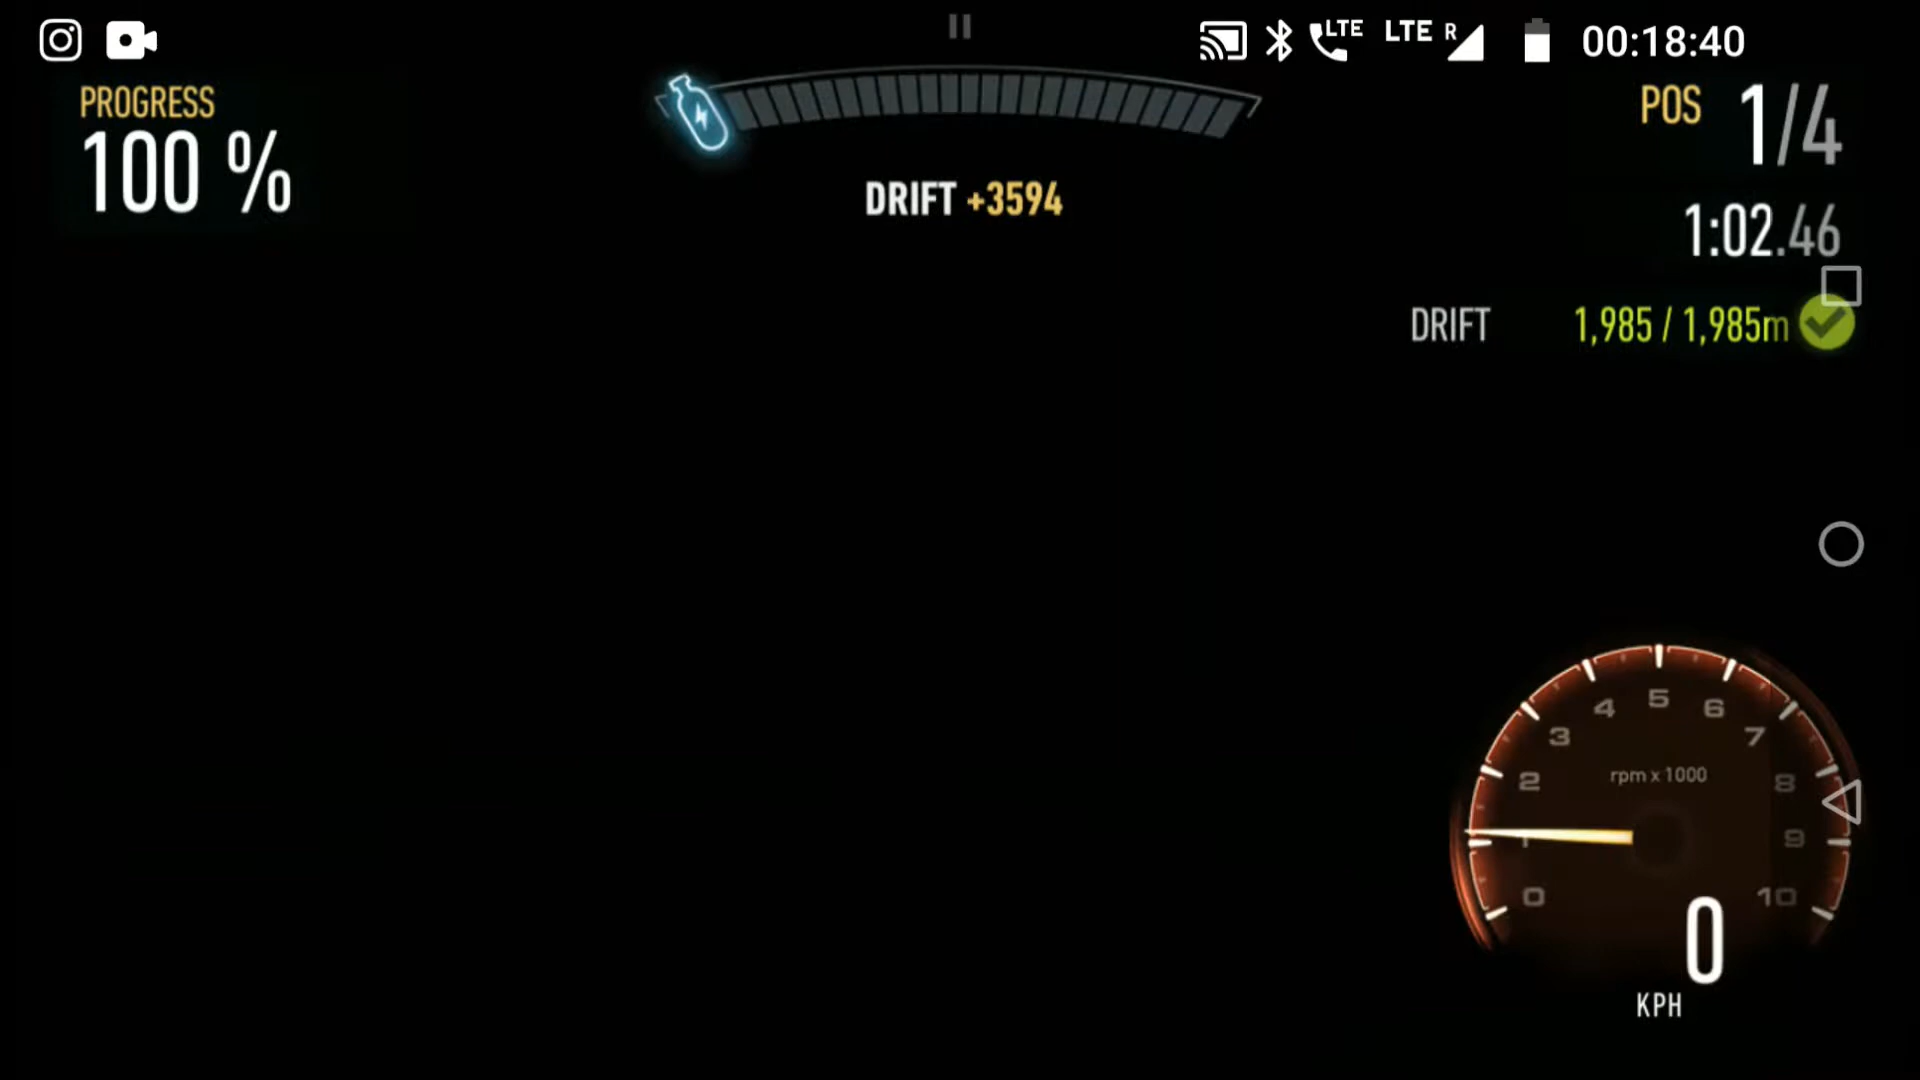 LTE LTE R 00:18:40
PROGRESS
100 %
DRIFT +3594
POS 1/4
1:02.46
DRIFT 1,985 / 1,985m
0 1 2 3 4 5 6 7 8 9 10
rpm x 1000
0
KPH